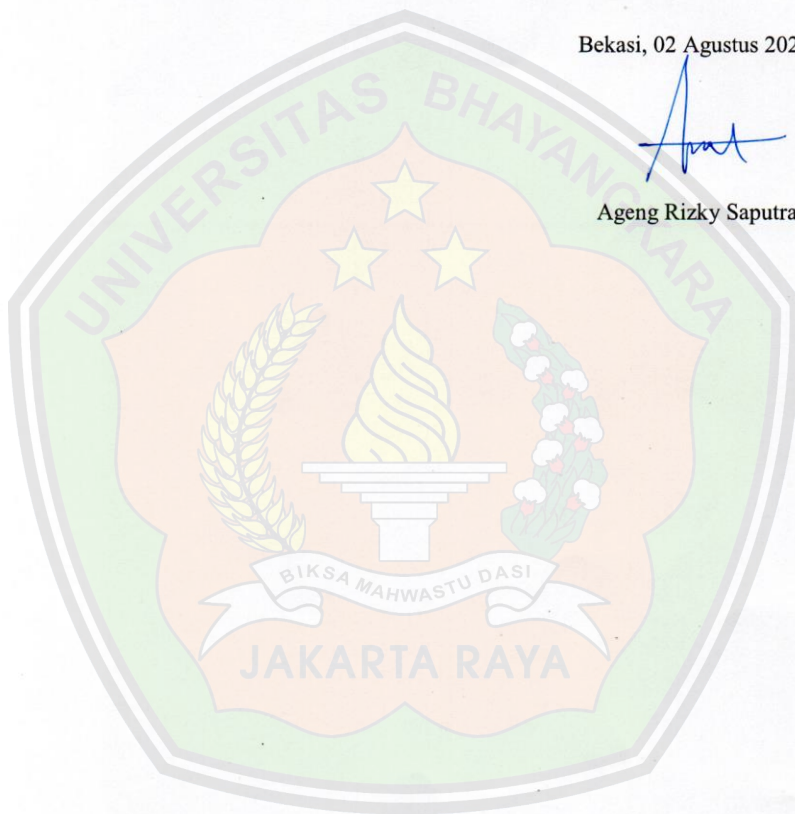 Bekasi, 02 Agustus 202
Ageng Rizky Saputra
UNIVERSITAS BHAYANGKARA
BIKSA MAHWASTU DASI
JAKARTA RAYA